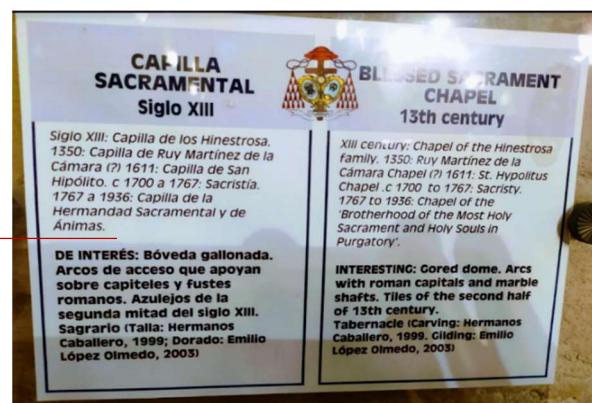 CAPILLA
SACRAMENTAL
Siglo XIII
Siglo XIII: Capilla de los Hinestrosa.
1350: Capilla de Ruy Martínez de la
Cámara (?) 1611: Capilla de San
Hipólito. c 1700 a 1767: Sacristía.
1767 a 1936: Capilla de la
Hermandad Sacramental y de
Ánimas.
DE INTERÉS: Bóveda gallonada.
Arcos de acceso que apoyan
sobre capiteles y fustes
romanos. Azulejos de la
segunda mitad del siglo XIII.
Sagrario (Talla: Hermanos
Caballero, 1999; Dorado: Emilio
López Olmedo, 2003)
BLESSED SACRAMENT
CHAPEL
13th century
XIII century: Chapel of the Hinestrosa
family. 1350: Ruy Martínez de la
Cámara Chapel (?) 1611: St. Hypolitus
Chapel .c 1700 to 1767: Sacristy.
1767 to 1936: Chapel of the
'Brotherhood of the Most Holy
Sacrament and Holy Souls in
Purgatory'.
INTERESTING: Gored dome. Arcs
with roman capitals and marble
shafts. Tiles of the second half
of 13th century.
Tabernacle (Carving: Hermanos
Caballero, 1999. Gilding: Emilio
López Olmedo, 2003)